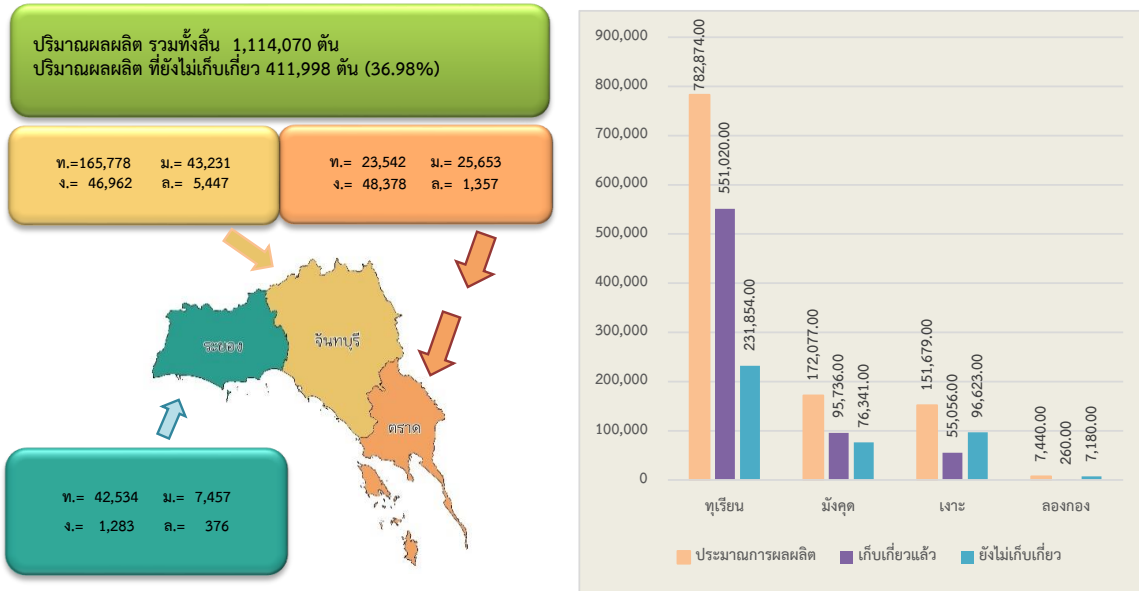 ปริมาณผลผลิต รวมทั้งสิ้น 1,114,070 ตัน
ปริมาณผลผลิต ที่ยังไม่เก็บเกี่ยว 411,998 ตัน (36.98%)
ท.=165,778 ม.= 43,231
ง.= 46,962 ล.= 5,447
ท.= 23,542 ม.= 25,653
ง.= 48,378 ล.= 1,357
ระยอง
จันทบุรี
ตราด
ท.= 42,534 ม.= 7,457
ง.= 1,283 ล.= 376
900,000
800,000
700,000
600,000
500,000
400,000
300,000
200,000
100,000
0
782,874.00
551,020.00
231,854.00
172,077.00
95,736.00
76,341.00
151,679.00
55,056.00
96,623.00
7,440.00
260.00
7,180.00
ทุเรียน มังคุด เงาะ ลองกอง
ประมาณการผลผลิต เก็บเกี่ยวแล้ว ยังไม่เก็บเกี่ยว